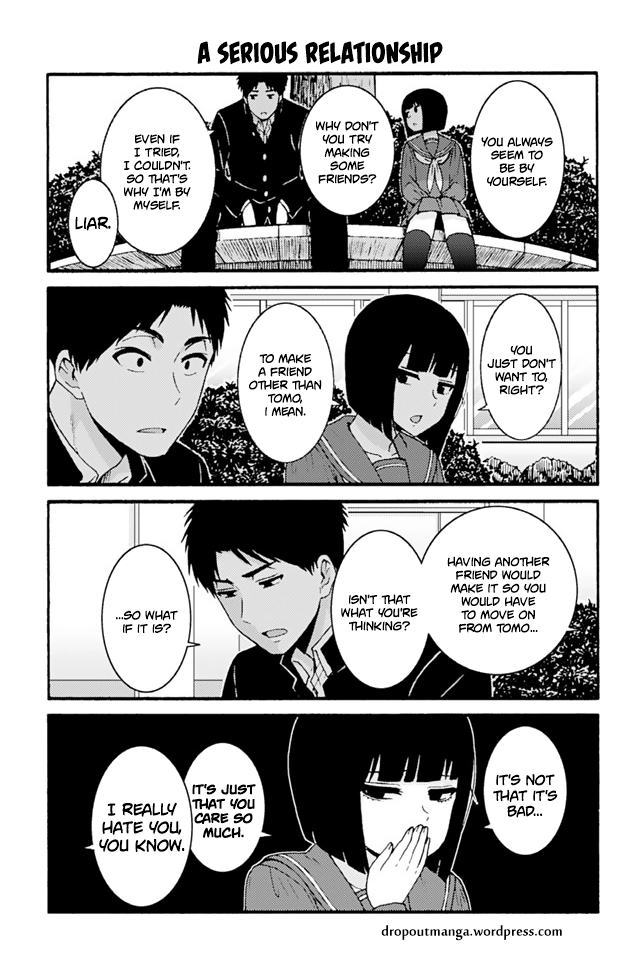 A SERIOUS RELATIONSHIP
YOU ALWAYS
SEEM TO
BE BY
YOURSELF.
WHY DON'T
YOU TRY
MAKING
SOME
FRIENDS?
EVEN IF
I TRIED,
I COULDN'T.
SO THAT'S
WHY I'M BY
MYSELF.
LIAR.
YOU
JUST DON'T
WANT TO,
RIGHT?
TO MAKE
A FRIEND
OTHER THAN
TOMO,
I MEAN.
HAVING ANOTHER
FRIEND WOULD
MAKE IT SO YOU
WOULD HAVE
TO MOVE ON
FROM TOMO...
ISN'T THAT
WHAT YOU'RE
THINKING?
...SO WHAT
IF IT IS?
IT'S NOT
THAT IT'S
BAD...
IT'S JUST
THAT YOU
CARE SO
MUCH.
I REALLY
HATE YOU,
YOU KNOW.
dropoutmanga.wordpress.com